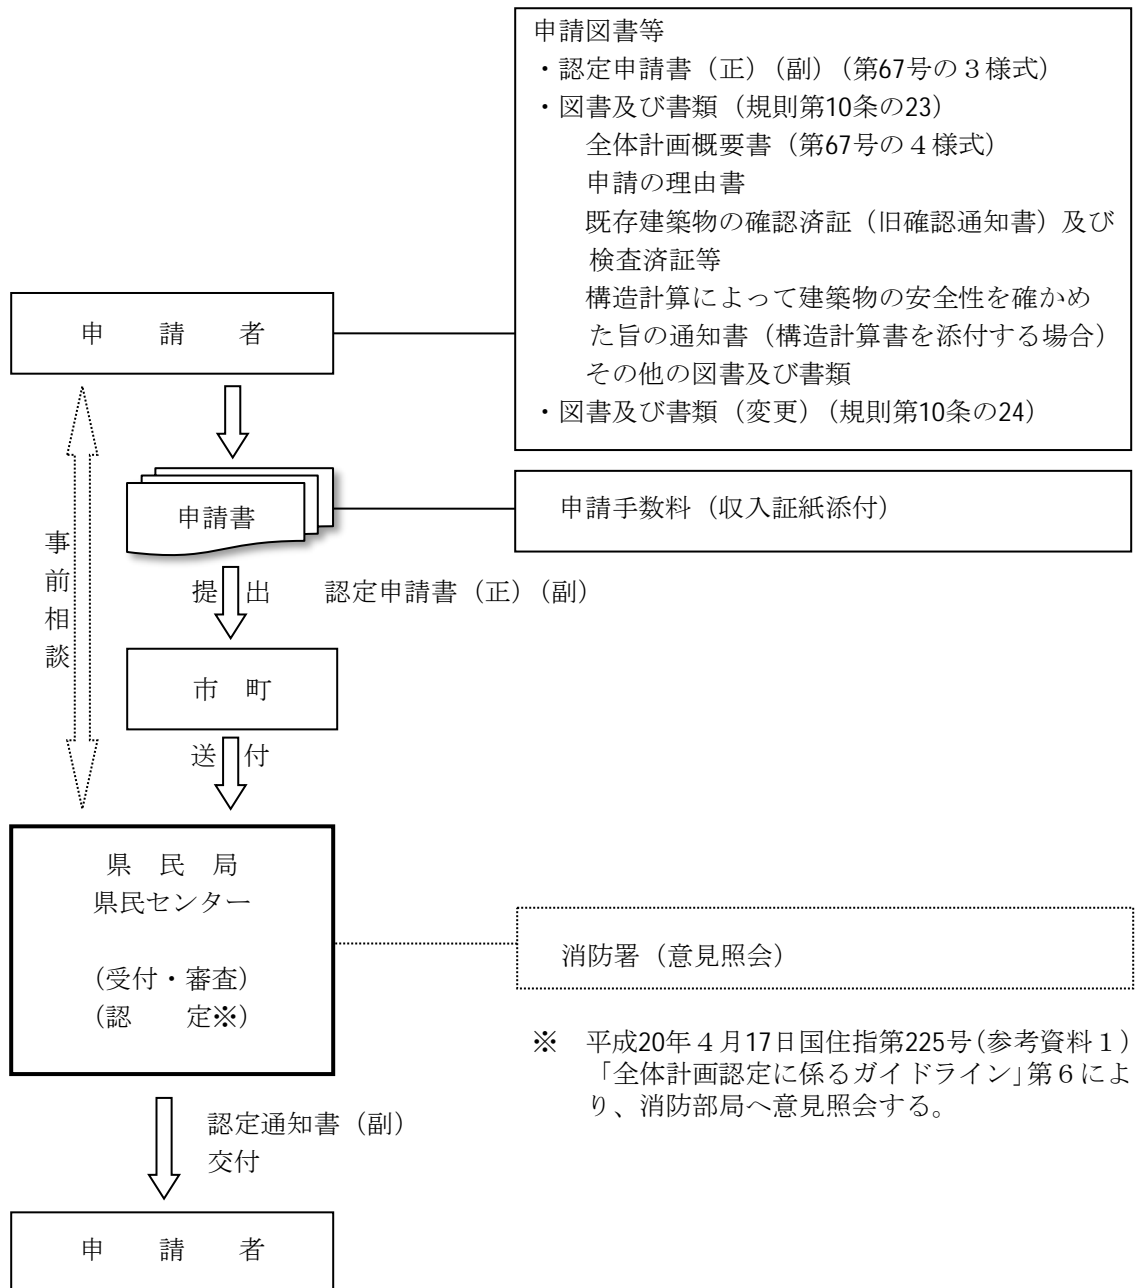 申請図書等
・認定申請書（正）（副）（第67号の３様式）
・図書及び書類（規則第10条の23）
全体計画概要書（第67号の４様式）
申請の理由書
既存建築物の確認済証（旧確認通知書）及び
検査済証等
構造計算によって建築物の安全性を確かめ
た旨の通知書（構造計算書を添付する場合）
その他の図書及び書類
・図書及び書類（変更）（規則第10条の24）
申　請　者
申請書
申請手数料（収入証紙添付）
事前相談
提出　認定申請書（正）（副）
市　町
送付
県　民　局
県民センター
（受付・審査）
（認　　定※）
消防署（意見照会）
※　平成20年４月17日国住指第225号（参考資料１）
「全体計画認定に係るガイドライン」第６によ
り、消防部局へ意見照会する。
認定通知書（副）
交付
申　請　者